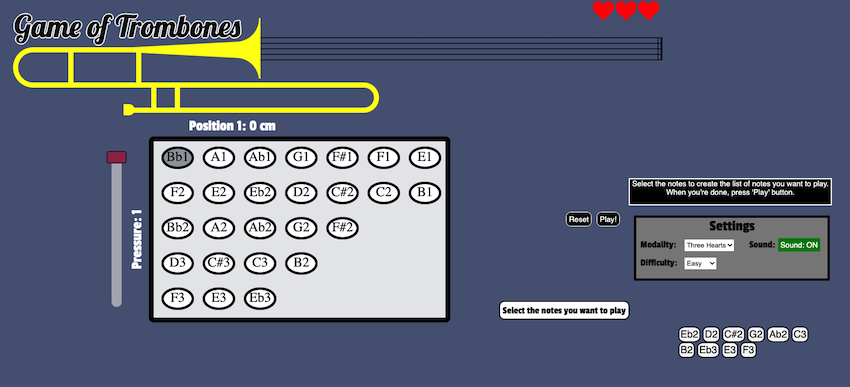 Game of Trombones
Position 1: 0 cm
Pressure: 1
Bb1 A1 Ab1 G1 F#1 F1 E1
F2 E2 Eb2 D2 C#2 C2 B1
Bb2 A2 Ab2 G2 F#2
D3 C#3 C3 B2
F3 E3 Eb3
Select the notes to create the list of notes you want to play.
When you're done, press 'Play' button.
Reset Play!
Settings
Modality: Three Hearts Sound: Sound: ON
Difficulty: Easy
Select the notes you want to play
Eb2 D2 C#2 G2 Ab2 C3
B2 Eb3 E3 F3